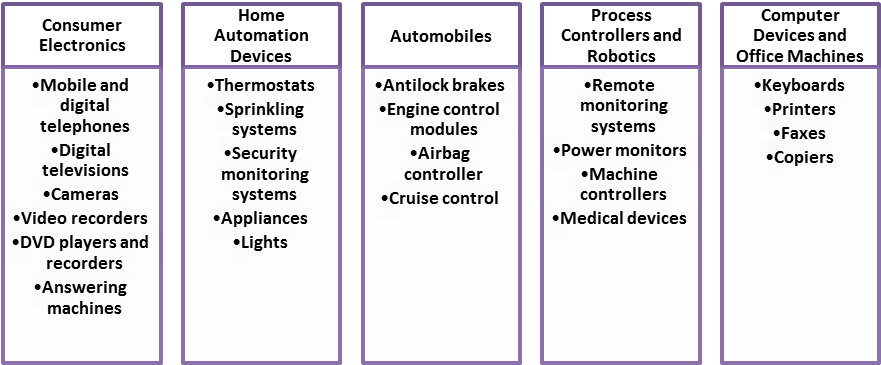 Consumer
Electronics
•Mobile and
digital
telephones
•Digital
televisions
•Cameras
•Video recorders
•DVD players and
recorders
•Answering
machines
Home
Automation
Devices
•Thermostats
•Sprinkling
systems
•Security
monitoring
systems
•Appliances
•Lights
Automobiles
•Antilock brakes
•Engine control
modules
•Airbag
controller
•Cruise control
Process
Controllers and
Robotics
•Remote
monitoring
systems
•Power monitors
•Machine
controllers
•Medical devices
Computer
Devices and
Office Machines
•Keyboards
•Printers
•Faxes
•Copiers